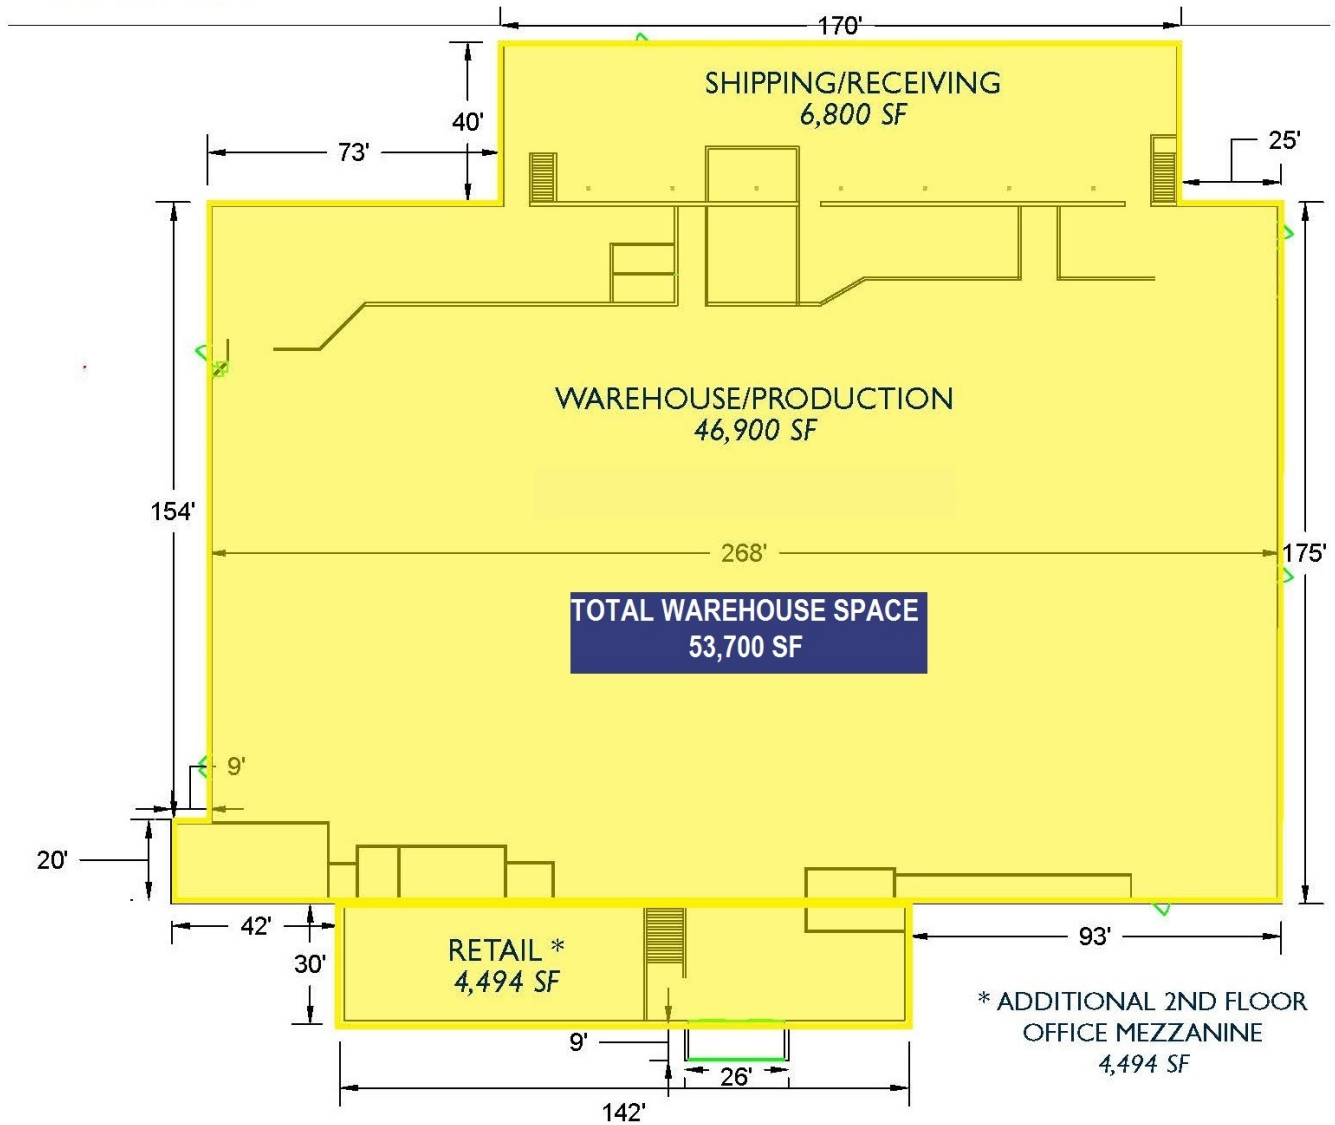 170'
SHIPPING/RECEIVING
6,800 SF
40'
73'
25'
WAREHOUSE/PRODUCTION
46,900 SF
154'
268'
175'
TOTAL WAREHOUSE SPACE
53,700 SF
9'
20'
42'
93'
RETAIL *
4,494 SF
30'
* ADDITIONAL 2ND FLOOR
OFFICE MEZZANINE
4,494 SF
9'
26'
142'